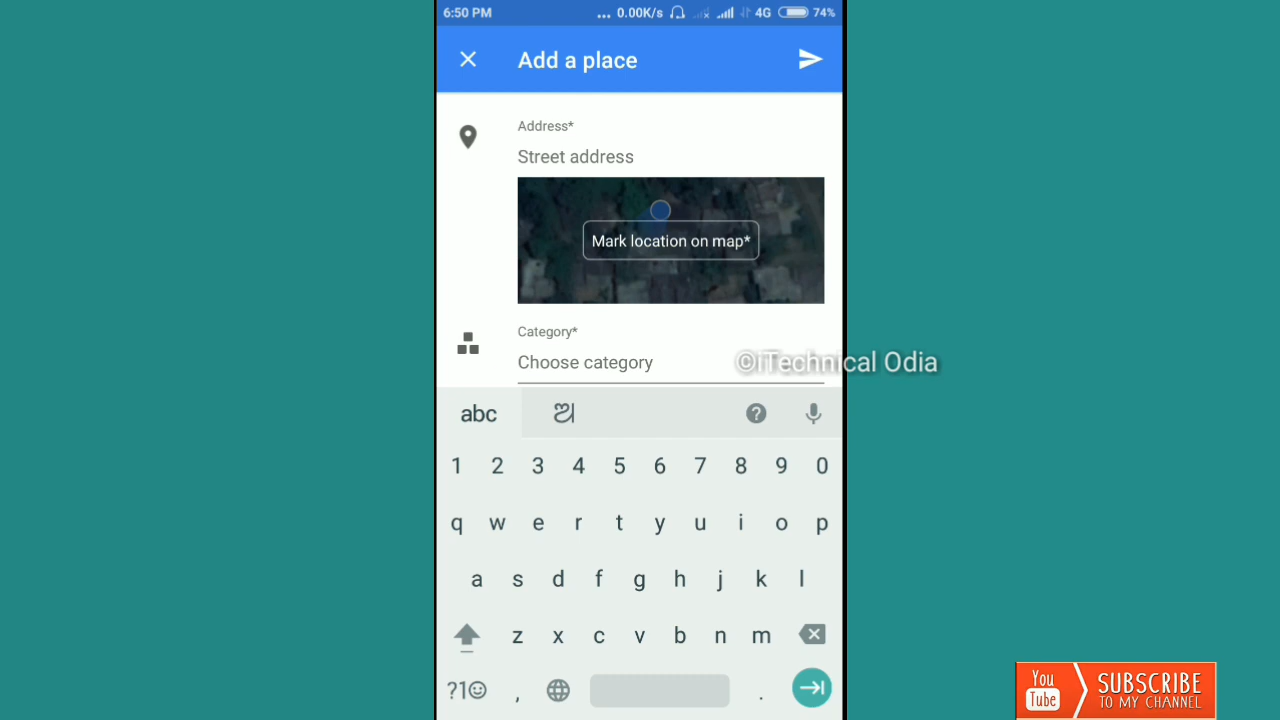 6:50 PM ... 0.00K/s 4G 74%
Add a place
Address*
Street address
Mark location on map*
Category*
Choose category
©iTechnical Odia
abc ଅ
1 2 3 4 5 6 7 8 9 0
q w e r t y u i o p
a s d f g h j k l
z x c v b n m
?1☺ , .
You
Tube
SUBSCRIBE
TO MY CHANNEL